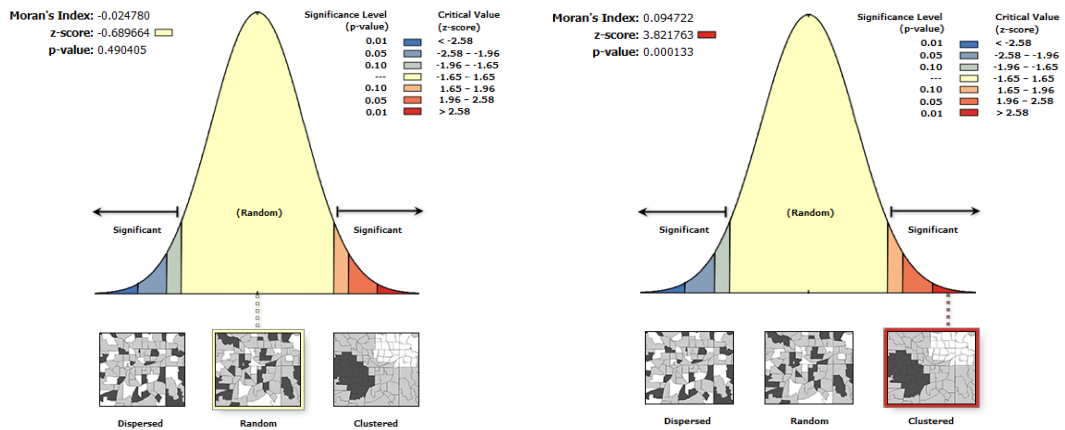 Moran's Index: -0.024780
z-score: -0.689664
p-value: 0.490405
Significance Level
(p-value)
Critical Value
(z-score)
0.01 < -2.58
0.05 -2.58 – -1.96
0.10 -1.96 – -1.65
--- -1.65 – 1.65
0.10 1.65 – 1.96
0.05 1.96 – 2.58
0.01 > 2.58
(Random)
Significant
Significant
Dispersed
Random
Clustered
Moran's Index: 0.094722
z-score: 3.821763
p-value: 0.000133
Significance Level
(p-value)
Critical Value
(z-score)
0.01 < -2.58
0.05 -2.58 – -1.96
0.10 -1.96 – -1.65
--- -1.65 – 1.65
0.10 1.65 – 1.96
0.05 1.96 – 2.58
0.01 > 2.58
(Random)
Significant
Significant
Dispersed
Random
Clustered